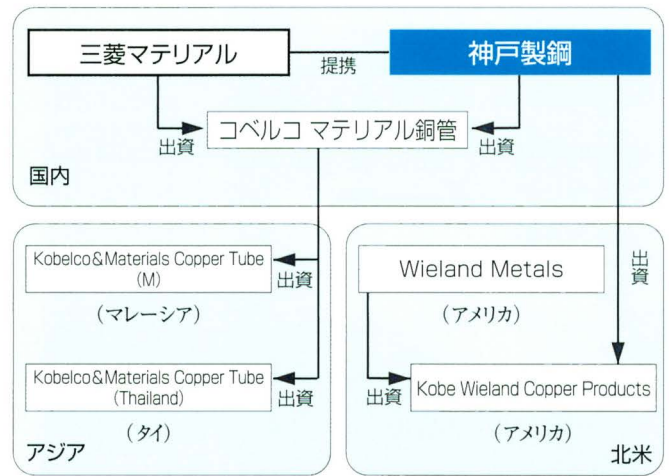 三菱マテリアル
提携
神戸製鋼
出資
コベルコ マテリアル銅管
出資
国内
Kobelco&Materials Copper Tube
(M)
出資
(マレーシア)
Kobelco&Materials Copper Tube
(Thailand)
出資
(タイ)
アジア
Wieland Metals
(アメリカ)
出資
出資
Kobe Wieland Copper Products
(アメリカ)
北米